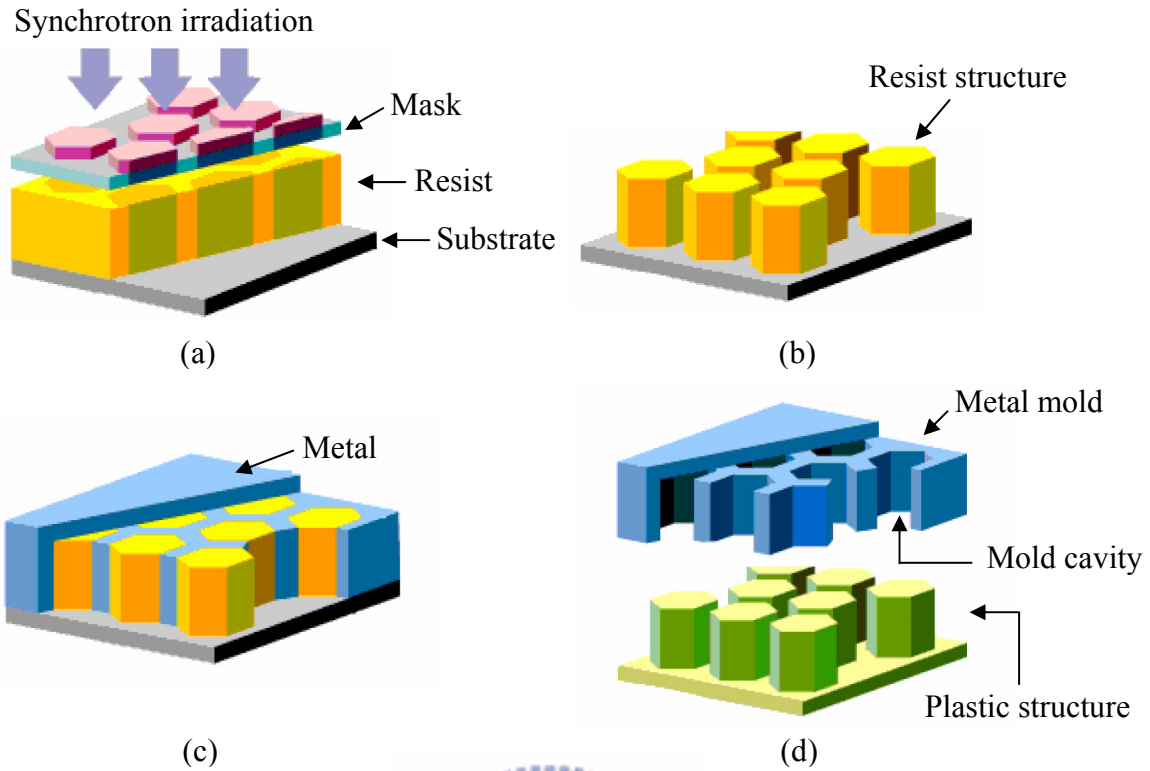 Synchrotron irradiation
Mask
Resist
Substrate
(a)
Resist structure
(b)
Metal
(c)
Metal mold
Mold cavity
Plastic structure
(d)